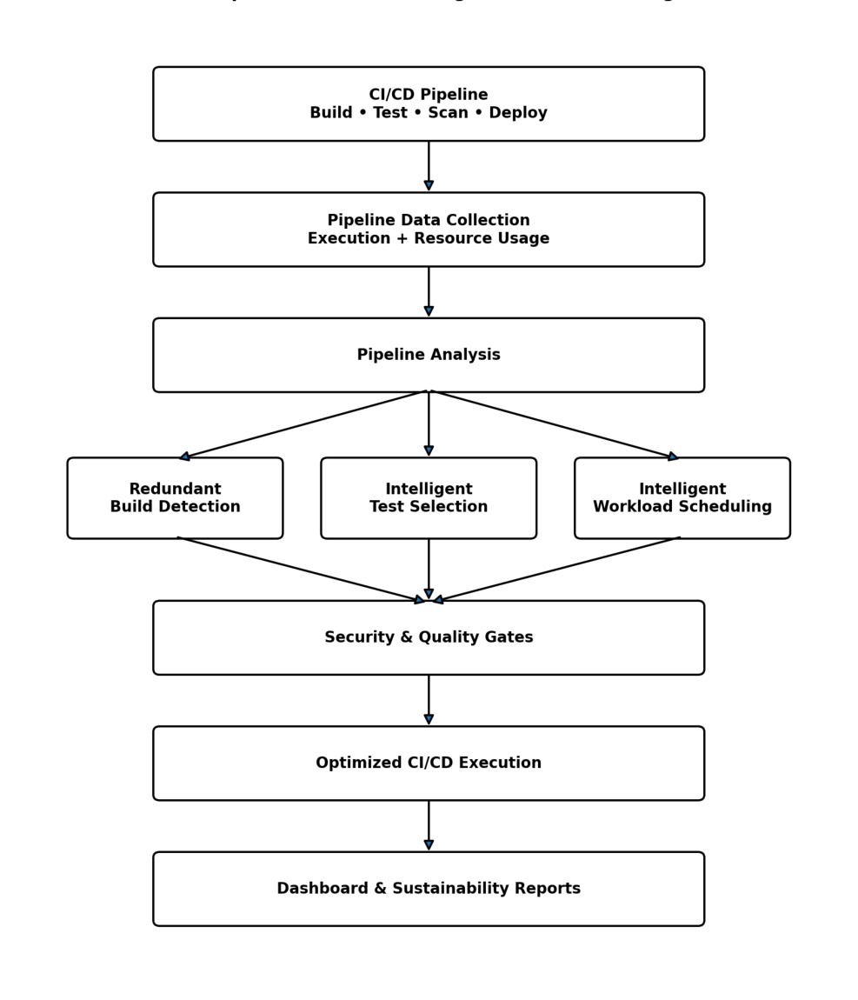 CI/CD Pipeline
Build • Test • Scan • Deploy
Pipeline Data Collection
Execution + Resource Usage
Pipeline Analysis
Redundant
Build Detection
Intelligent
Test Selection
Intelligent
Workload Scheduling
Security & Quality Gates
Optimized CI/CD Execution
Dashboard & Sustainability Reports